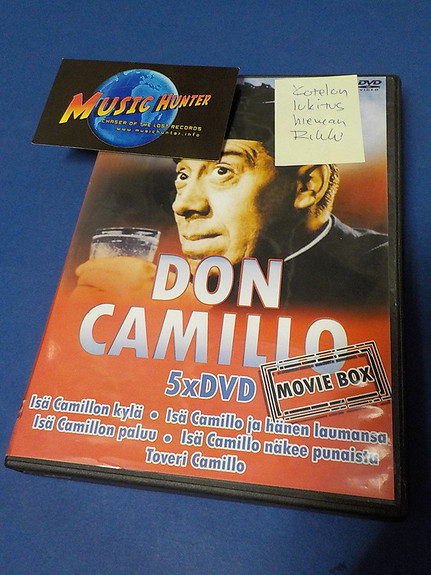 MUSIC HUNTER
CHASER OF THE LOST RECORDS
www.musichunter.info
Kotelon
lukitus
hieman
Rikki
DVD
VIDEO
DON
CAMILLO
5xDVD
MOVIE BOX
Isä Camillon kylä • Isä Camillo ja hänen laumansa
Isä Camillon paluu • Isä Camillo näkee punaista
Toveri Camillo